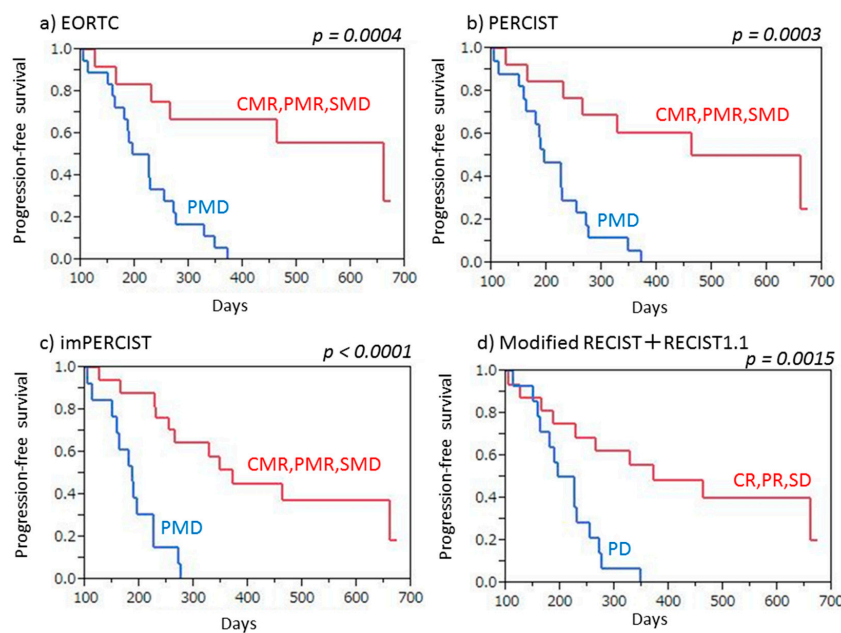 a) EORTC
p = 0.0004
Progression-free survival
1.0
0.8
0.6
0.4
0.2
0.0
CMR,PMR,SMD
PMD
100 200 300 400 500 600 700
Days
b) PERCIST
p = 0.0003
Progression-free survival
1.0
0.8
0.6
0.4
0.2
0.0
CMR,PMR,SMD
PMD
100 200 300 400 500 600 700
Days
c) imPERCIST
p < 0.0001
Progression-free survival
1.0
0.8
0.6
0.4
0.2
0.0
CMR,PMR,SMD
PMD
100 200 300 400 500 600 700
Days
d) Modified RECIST+RECIST1.1
p = 0.0015
Progression-free survival
1.0
0.8
0.6
0.4
0.2
0.0
CR,PR,SD
PD
100 200 300 400 500 600 700
Days